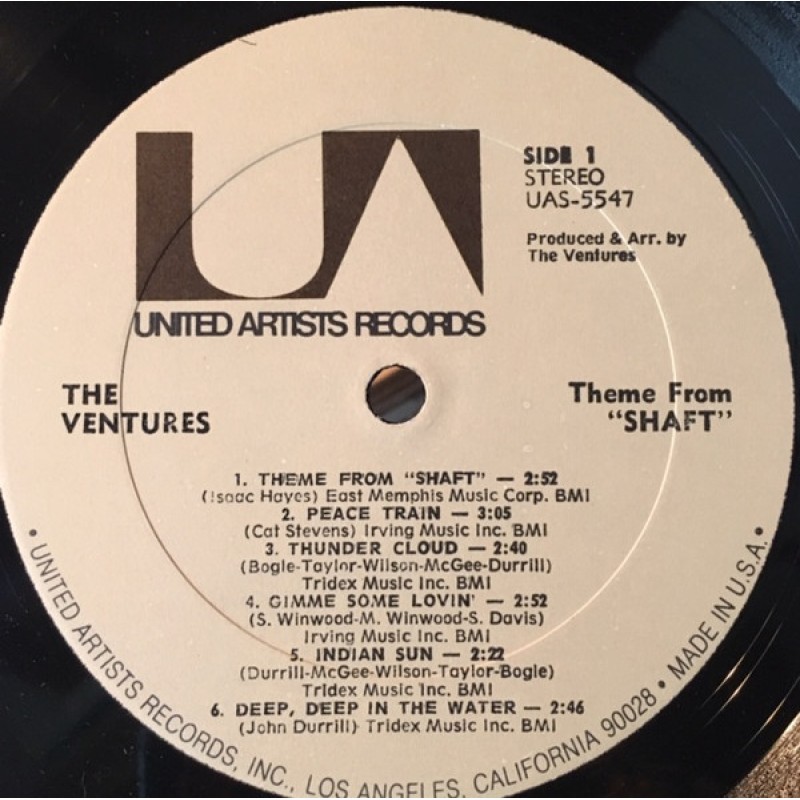 UA
UNITED ARTISTS RECORDS
SIDE 1
STEREO
UAS-5547
Produced & Arr. by
The Ventures
THE
VENTURES
Theme From
"SHAFT"
1. THEME FROM "SHAFT" — 2:52
(Isaac Hayes) East Memphis Music Corp. BMI
2. PEACE TRAIN — 3:05
(Cat Stevens) Irving Music Inc. BMI
3. THUNDER CLOUD — 2:40
(Bogle-Taylor-Wilson-McGee-Durrill)
Tridex Music Inc. BMI
4. GIMME SOME LOVIN' — 2:52
(S. Winwood-M. Winwood-S. Davis)
Irving Music Inc. BMI
5. INDIAN SUN — 2:22
(Durrill-McGee-Wilson-Taylor-Bogle)
Tridex Music Inc. BMI
6. DEEP, DEEP IN THE WATER — 2:46
(John Durrill) Tridex Music Inc. BMI
• UNITED ARTISTS RECORDS, INC., LOS ANGELES, CALIFORNIA 90028 • MADE IN U.S.A. •